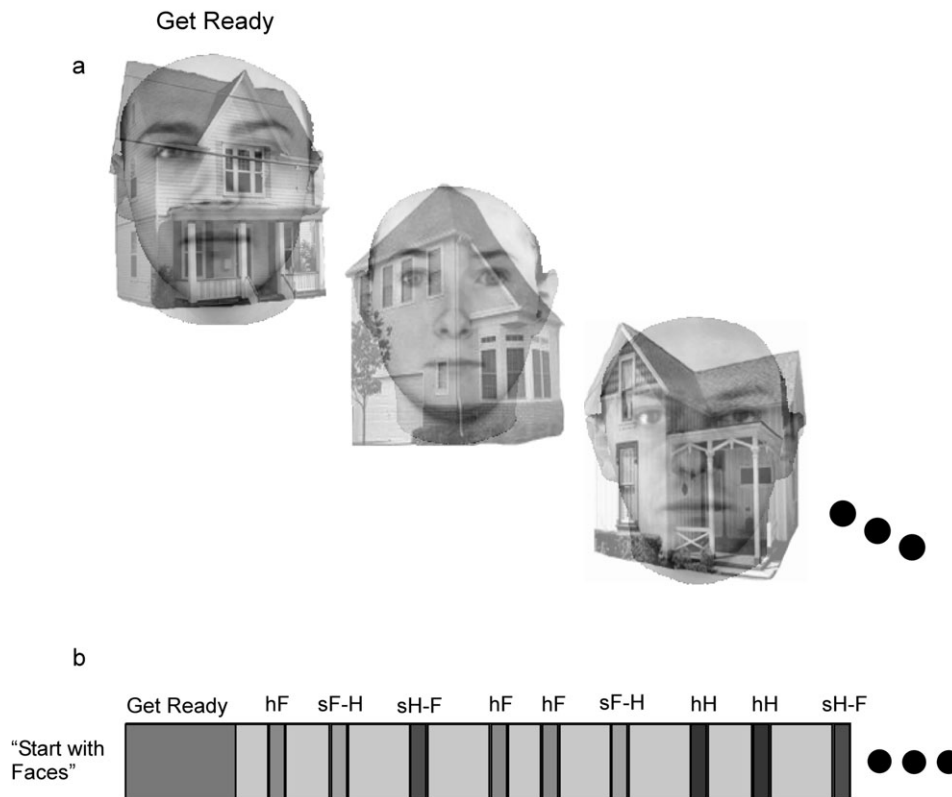 Get Ready
a
b
Get Ready hF sF-H sH-F hF hF sF-H hH hH sH-F
“Start with
Faces”